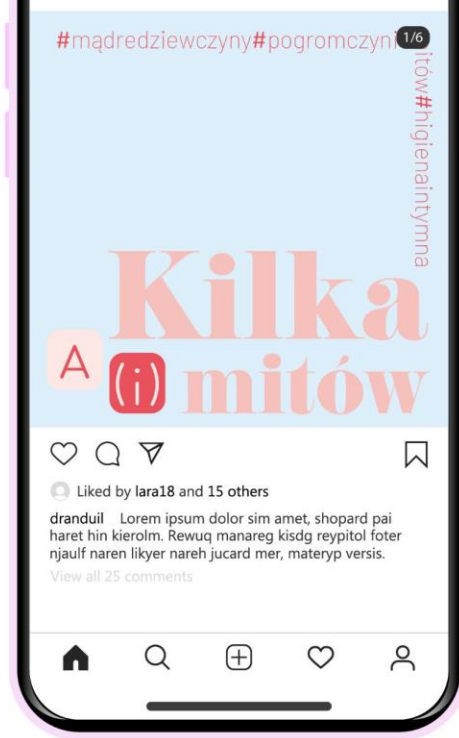 #mądredziewczyny#pogromczyni
1/6
itów#higienaintymna
Kilka
A
(i) mitów
Liked by lara18 and 15 others
dranduil Lorem ipsum dolor sim amet, shopard pai
haret hin kierolm. Rewuq manareg kisdg reypitol foter
njaulf naren likyer nareh jucard mer, materyp versis.
View all 25 comments